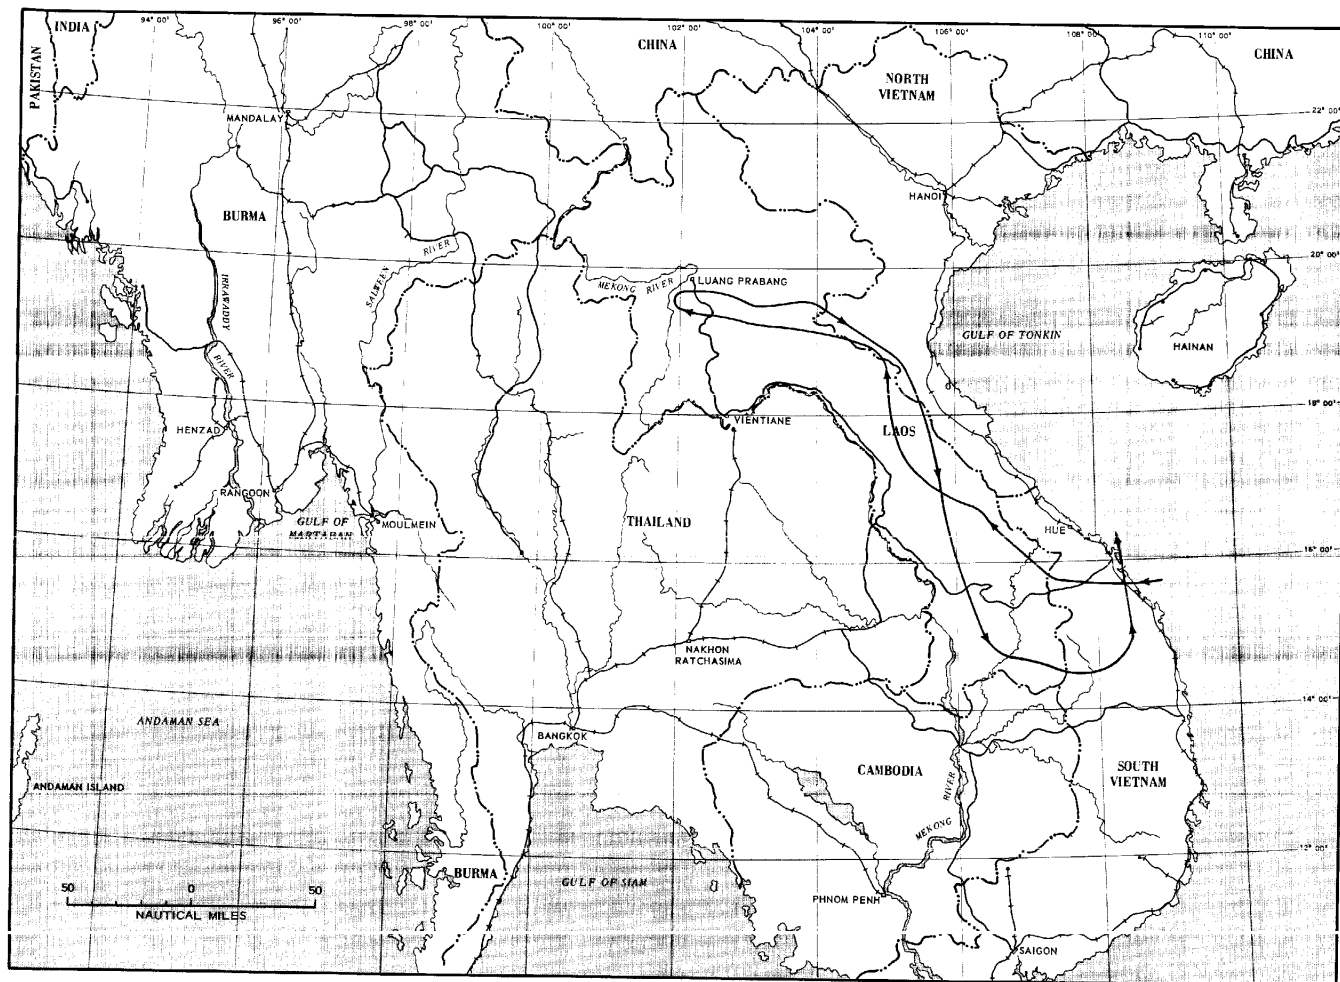 94° 00'
96° 00'
98° 00'
100° 00'
102° 00'
104° 00'
106° 00'
108° 00'
110° 00'
INDIA
PAKISTAN
CHINA
NORTH
VIETNAM
CHINA
22° 00'
MANDALAY
HANOI
BURMA
SALWEEN
RIVER
20° 00'
MEKONG RIVER
LUANG PRABANG
IRRAWADDY
RIVER
GULF OF TONKIN
HAINAN
18° 00'
HENZAD
VIENTIANE
LAOS
RANGOON
GULF OF
MARTABAN
MOULMEIN
THAILAND
HUE
16° 00'
NAKHON
RATCHASIMA
14° 00'
ANDAMAN SEA
BANGKOK
CAMBODIA
SOUTH
VIETNAM
ANDAMAN ISLAND
MEKONG
RIVER
12° 00'
BURMA
GULF OF SIAM
50 0 50
NAUTICAL MILES
PHNOM PENH
SAIGON